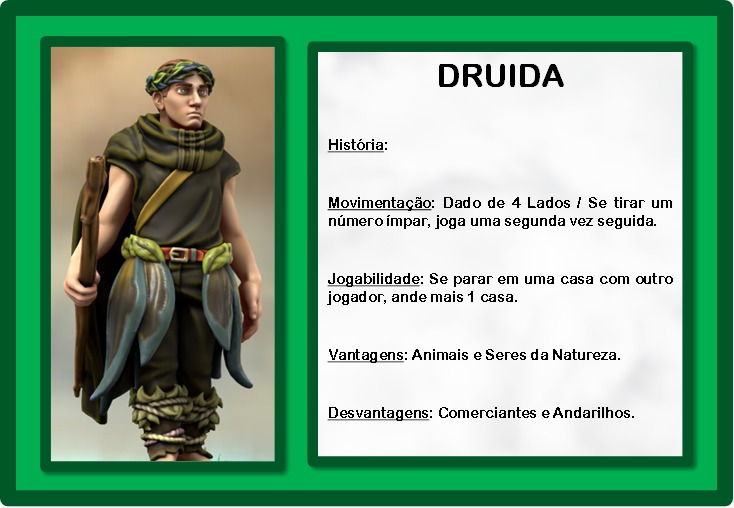 DRUIDA
História:
Movimentação: Dado de 4 Lados / Se tirar um
número ímpar, joga uma segunda vez seguida.
Jogabilidade: Se parar em uma casa com outro
jogador, ande mais 1 casa.
Vantagens: Animais e Seres da Natureza.
Desvantagens: Comerciantes e Andarilhos.